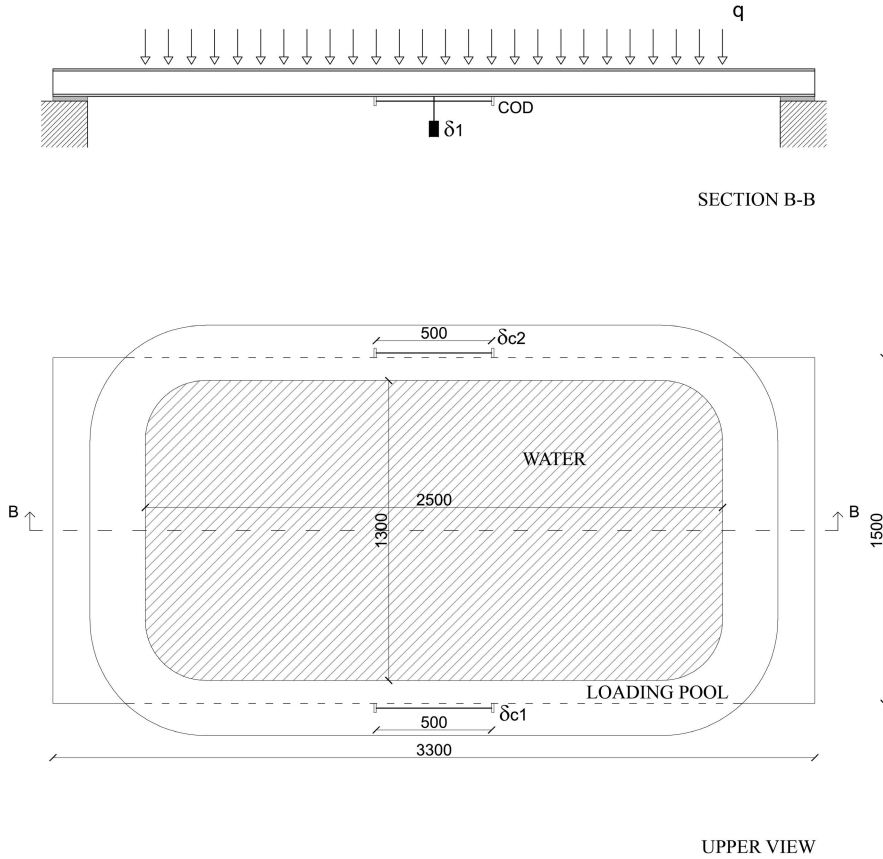 q
COD
δ1
SECTION B-B
500
δc2
WATER
B
2500
B
1300
1500
LOADING POOL
δc1
500
3300
UPPER VIEW